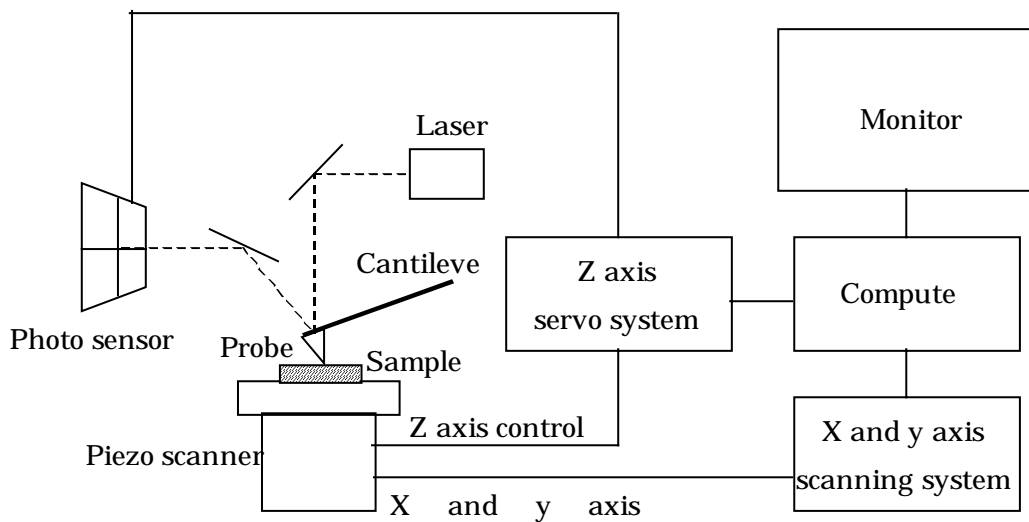 Laser
Monitor
Cantileve
Z axis
servo system
Compute
Photo sensor
Probe
Sample
Z axis control
Piezo scanner
X and y axis
scanning system
X and y axis